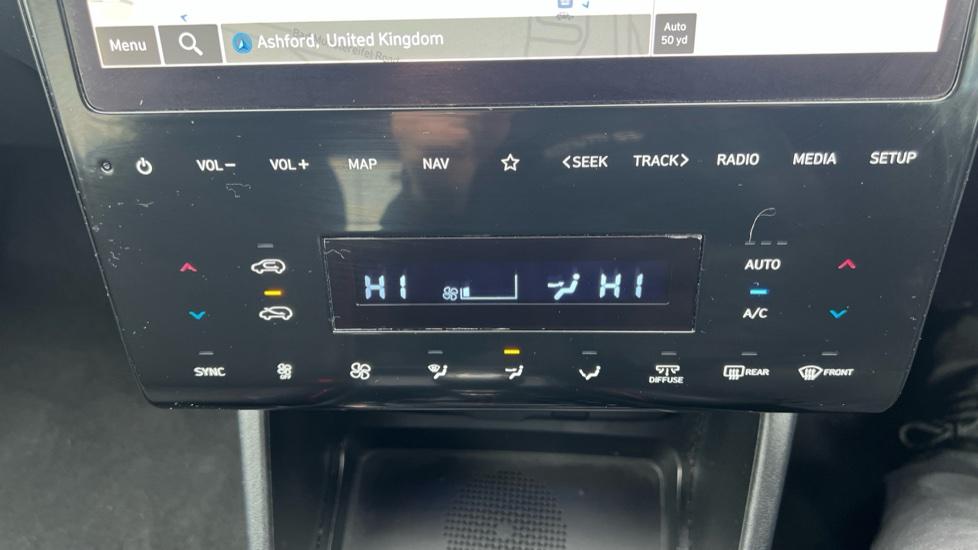 Menu
Ashford, United Kingdom
Auto
50 yd
VOL− VOL+ MAP NAV <SEEK TRACK> RADIO MEDIA SETUP
HI HI
AUTO
A/C
SYNC OFF DIFFUSE REAR FRONT